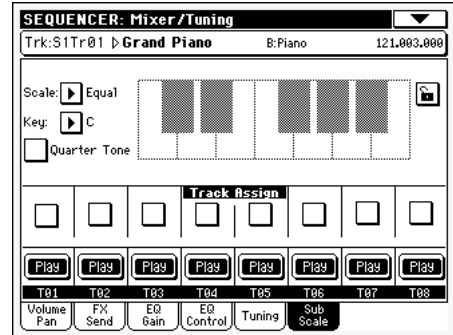 SEQUENCER: Mixer/Tuning
Trk:S1Tr01 ▷Grand Piano B:Piano 121.003.000
Scale: Equal
Key: C
Quarter Tone
Track Assign
Play Play Play Play Play Play Play Play
T01 T02 T03 T04 T05 T06 T07 T08
Volume Pan
FX Send
EQ Gain
EQ Control
Tuning
Sub Scale